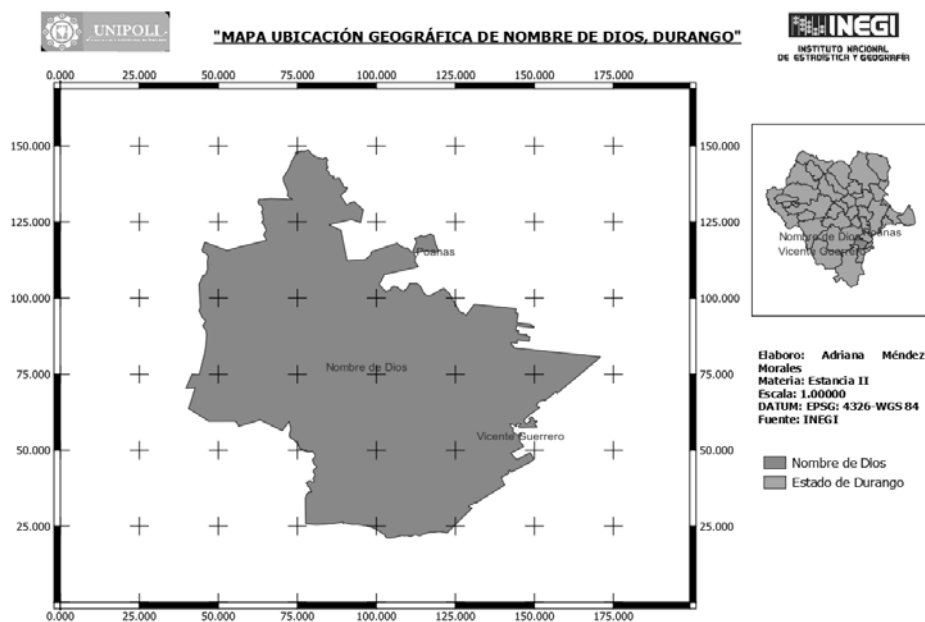 UNIPOLI
"MAPA UBICACIÓN GEOGRÁFICA DE NOMBRE DE DIOS, DURANGO"
INEGI
INSTITUTO NACIONAL
DE ESTADÍSTICA Y GEOGRAFÍA
0.000 25.000 50.000 75.000 100.000 125.000 150.000 175.000
150.000 150.000
125.000 125.000
Poanas
100.000 100.000
Nombre de Dios
75.000 75.000
Vicente Guerrero
50.000 50.000
25.000 25.000
0.000 25.000 50.000 75.000 100.000 125.000 150.000 175.000
Poanas
Nombre de Dios
Vicente Guerrero
Elaboro: Adriana Méndez
Morales
Materia: Estancia II
Escala: 1.00000
DATUM: EPSG: 4326-WGS 84
Fuente: INEGI
Nombre de Dios
Estado de Durango